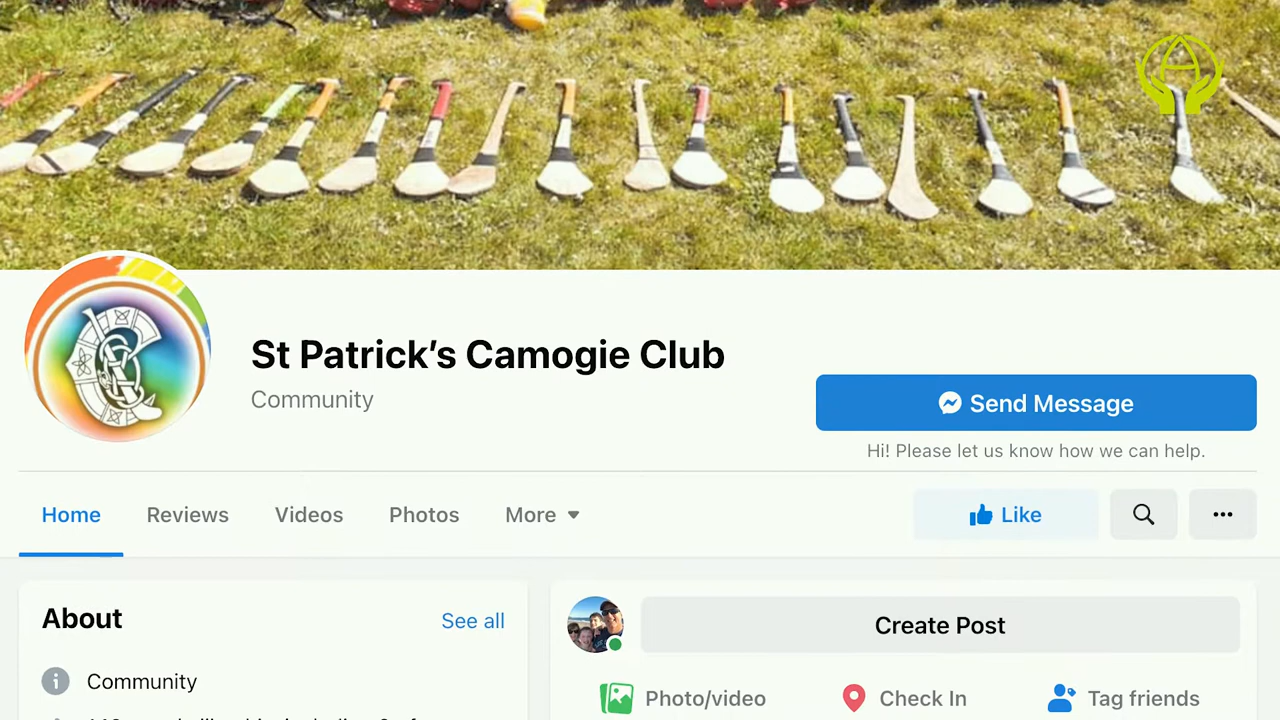 St Patrick's Camogie Club
Community
Send Message
Hi! Please let us know how we can help.
Home
Reviews
Videos
Photos
More
Like
About
See all
Create Post
Community
Photo/video
Check In
Tag friends